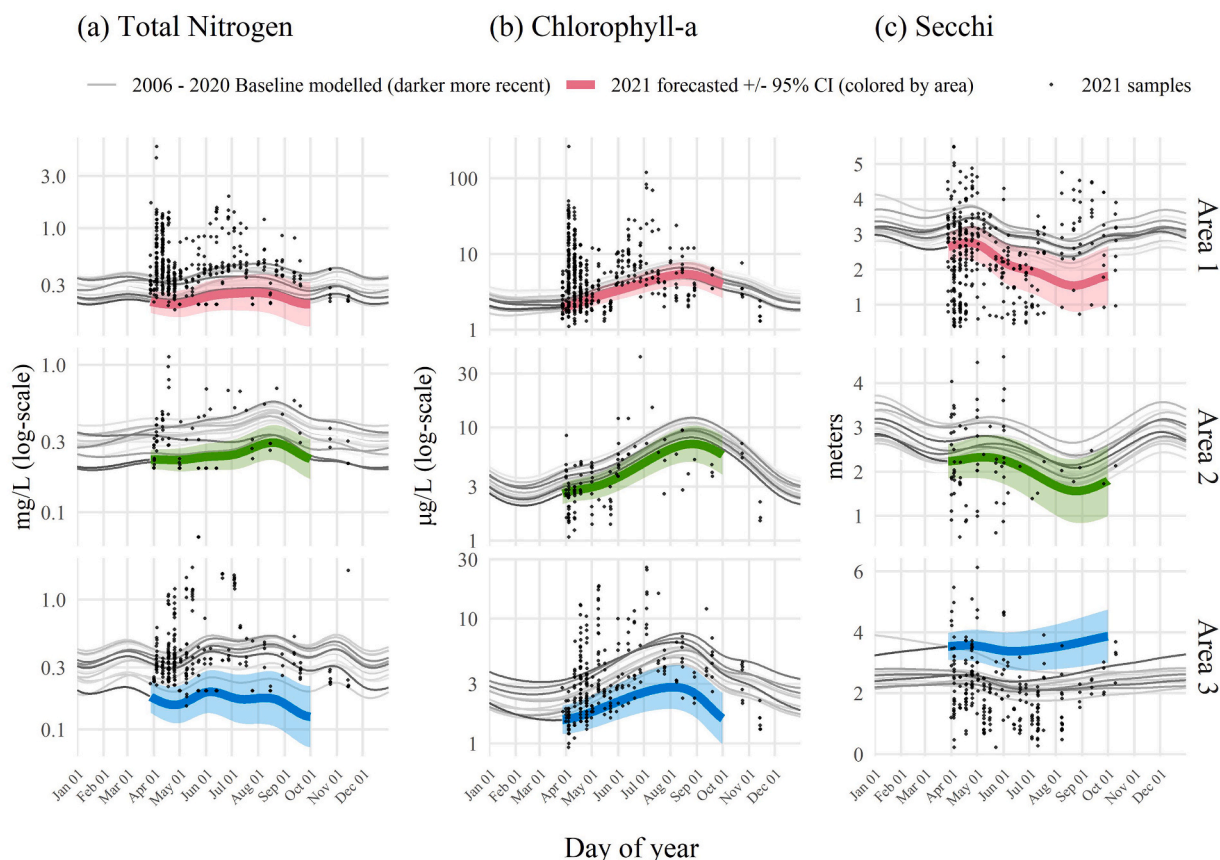 (a) Total Nitrogen
(b) Chlorophyll-a
(c) Secchi
2006 - 2020 Baseline modelled (darker more recent)
2021 forecasted +/- 95% CI (colored by area)
2021 samples
3.0
1.0
0.3
100
10
1
5
4
3
2
1
Area 1
1.0
0.3
0.1
30
10
3
1
4
3
2
1
Area 2
1.0
0.3
0.1
30
10
3
1
6
4
2
0
Area 3
mg/L (log-scale)
µg/L (log-scale)
meters
Jan 01 Feb 01 Mar 01 Apr 01 May 01 Jun 01 Jul 01 Aug 01 Sep 01 Oct 01 Nov 01 Dec 01
Jan 01 Feb 01 Mar 01 Apr 01 May 01 Jun 01 Jul 01 Aug 01 Sep 01 Oct 01 Nov 01 Dec 01
Jan 01 Feb 01 Mar 01 Apr 01 May 01 Jun 01 Jul 01 Aug 01 Sep 01 Oct 01 Nov 01 Dec 01
Day of year